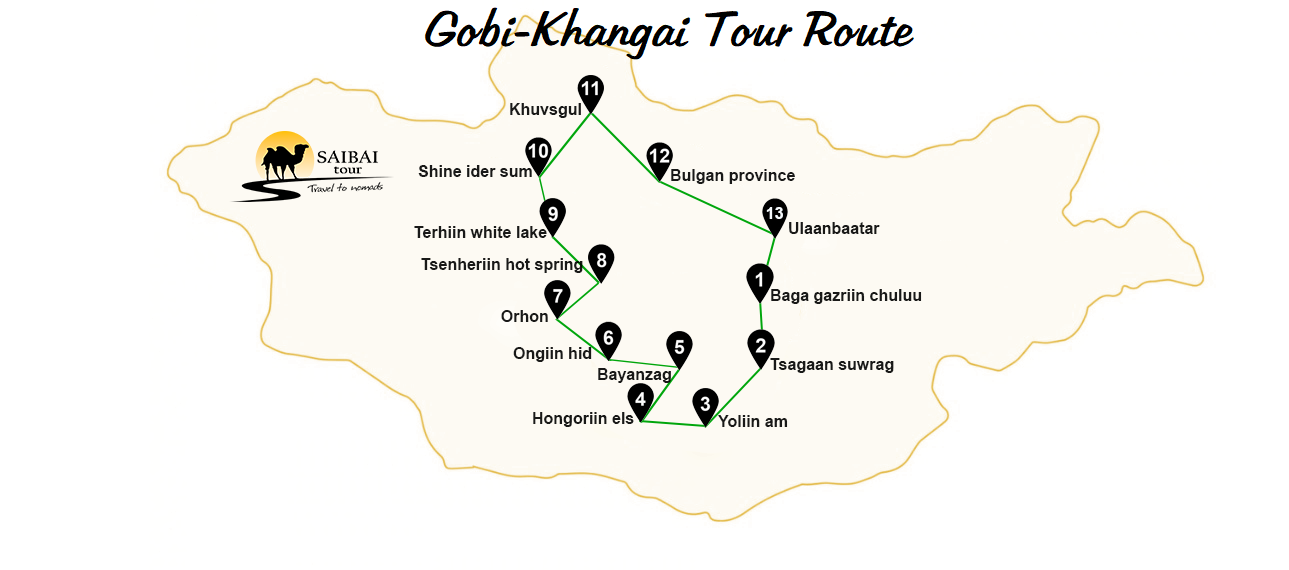 Gobi-Khangai Tour Route
11
Khuvsgul
10
Shine ider sum
12
Bulgan province
SAIBAI
tour
Travel to nomads
9
Terhiin white lake
13
Ulaanbaatar
8
Tsenheriin hot spring
1
Baga gazriin chuluu
7
Orhon
6
Ongiin hid
5
Bayanzag
2
Tsagaan suwrag
4
Hongoriin els
3
Yoliin am